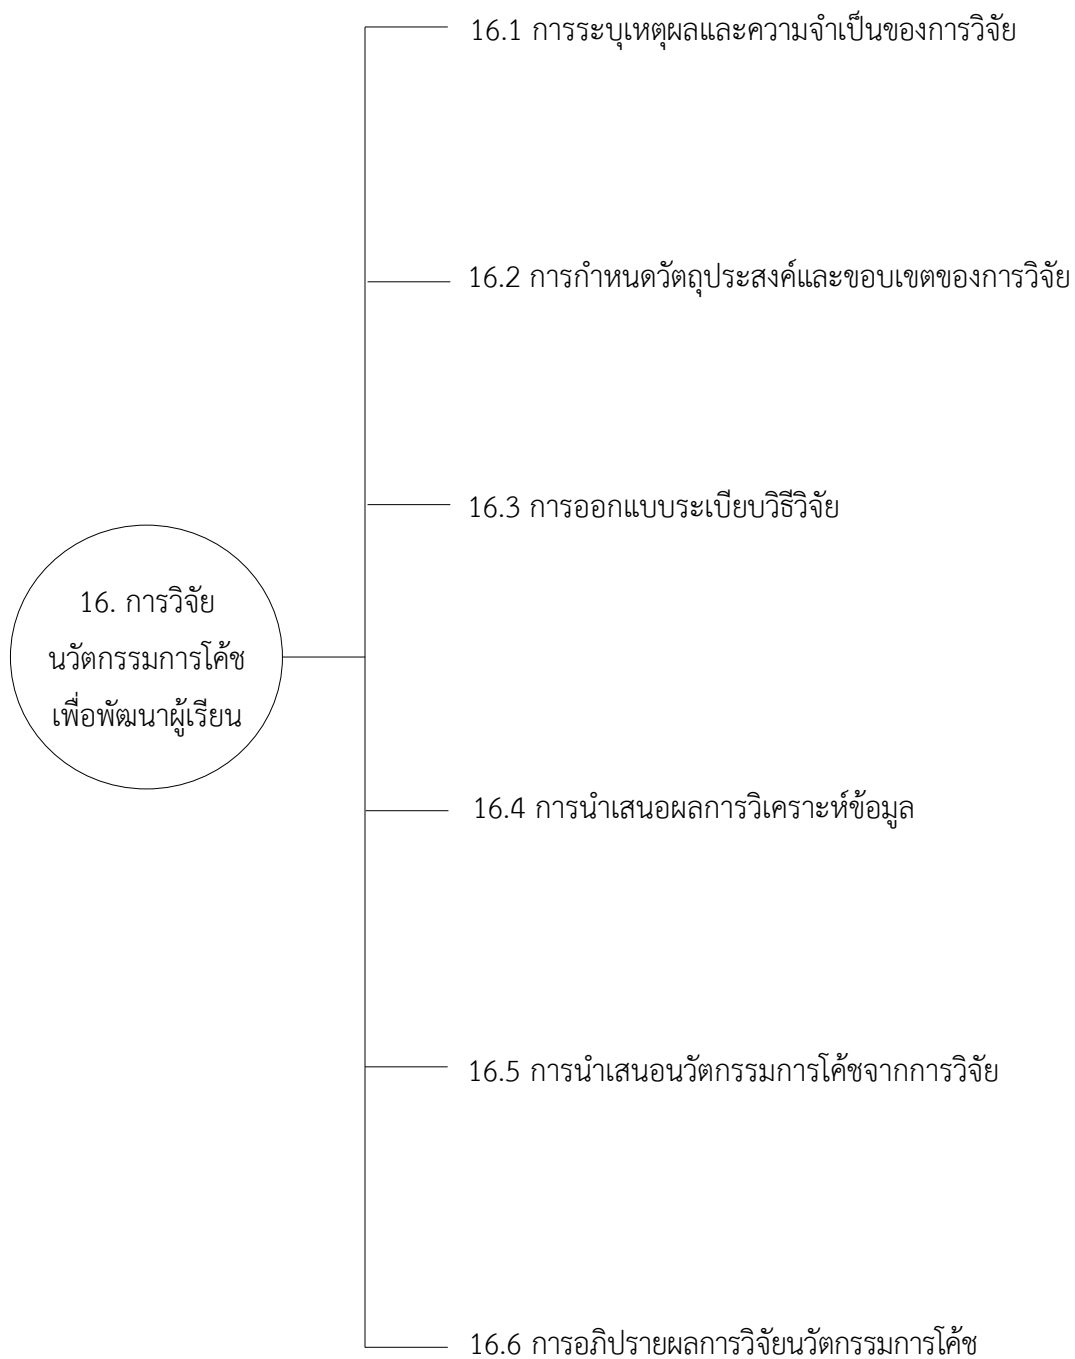 16.1 การระบุเหตุผลและความจำเป็นของการวิจัย
16.2 การกำหนดวัตถุประสงค์และขอบเขตของการวิจัย
16.3 การออกแบบระเบียบวิธีวิจัย
16. การวิจัย
นวัตกรรมการโค้ช
เพื่อพัฒนาผู้เรียน
16.4 การนำเสนอผลการวิเคราะห์ข้อมูล
16.5 การนำเสนอนวัตกรรมการโค้ชจากการวิจัย
16.6 การอภิปรายผลการวิจัยนวัตกรรมการโค้ช